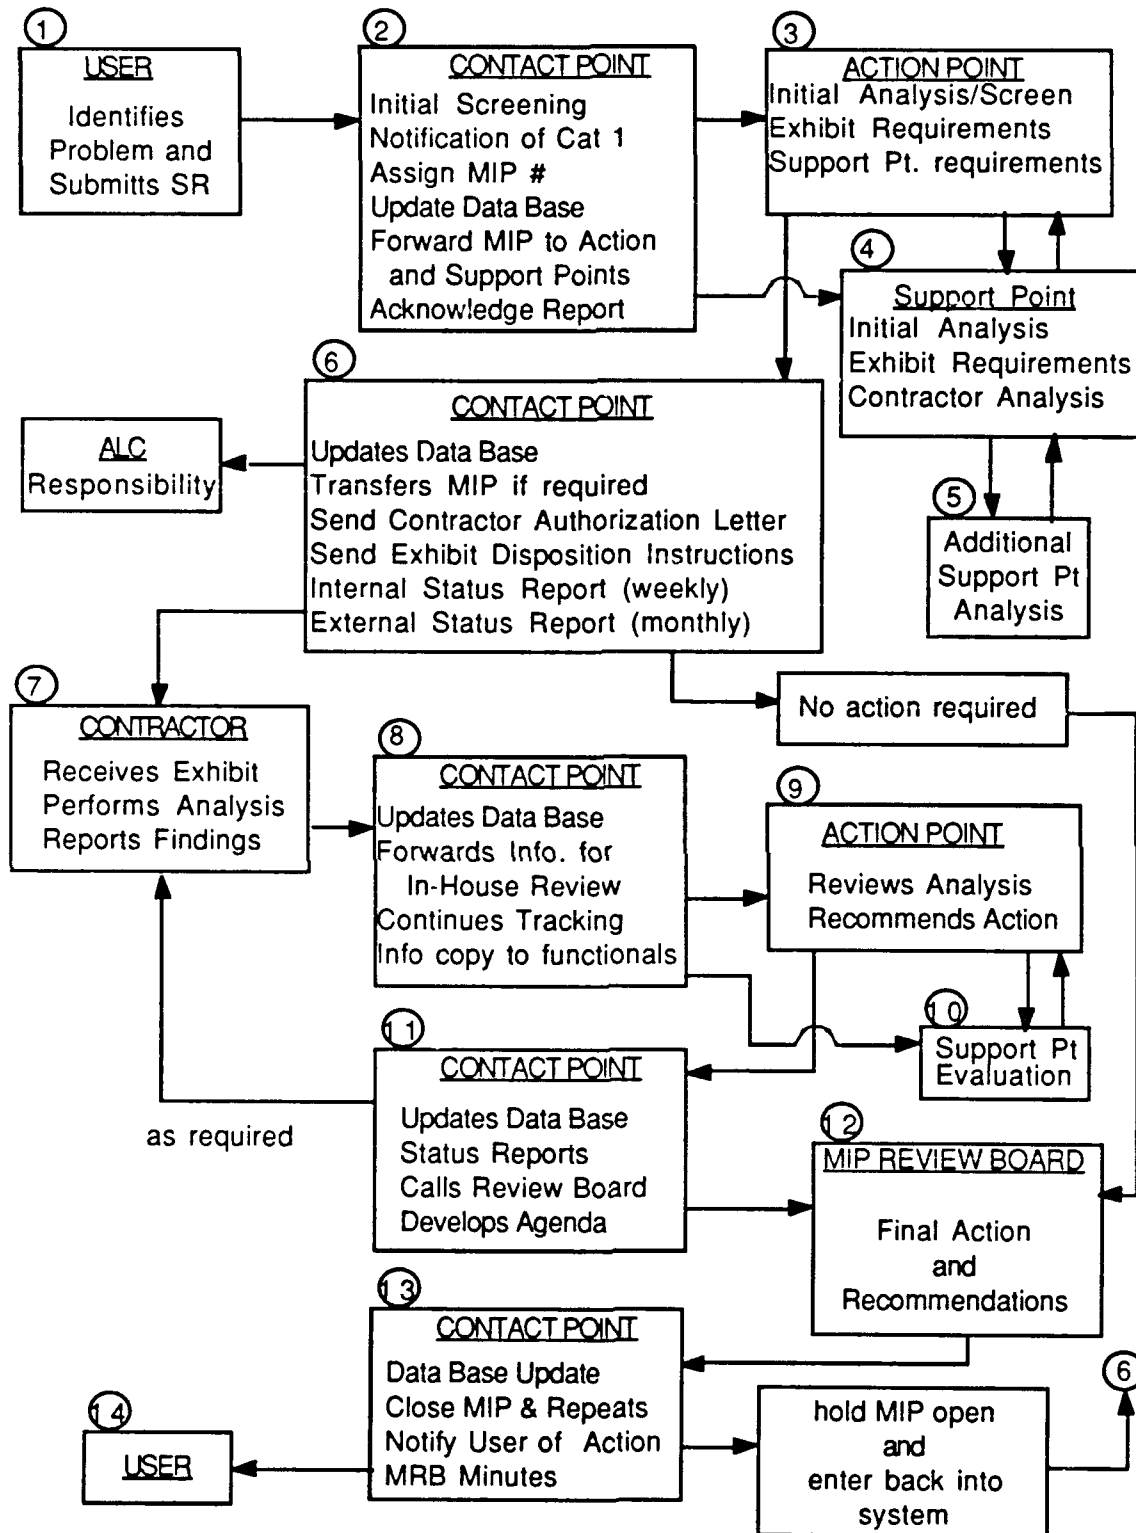 1
USER
Identifies
Problem and
Submitts SR
2
CONTACT POINT
Initial Screening
Notification of Cat 1
Assign MIP #
Update Data Base
Forward MIP to Action
and Support Points
Acknowledge Report
3
ACTION POINT
Initial Analysis/Screen
Exhibit Requirements
Support Pt. requirements
4
Support Point
Initial Analysis
Exhibit Requirements
Contractor Analysis
5
Additional
Support Pt
Analysis
6
CONTACT POINT
Updates Data Base
Transfers MIP if required
Send Contractor Authorization Letter
Send Exhibit Disposition Instructions
Internal Status Report (weekly)
External Status Report (monthly)
ALC
Responsibility
No action required
7
CONTRACTOR
Receives Exhibit
Performs Analysis
Reports Findings
8
CONTACT POINT
Updates Data Base
Forwards Info. for
In-House Review
Continues Tracking
Info copy to functionals
9
ACTION POINT
Reviews Analysis
Recommends Action
10
Support Pt
Evaluation
11
CONTACT POINT
Updates Data Base
Status Reports
Calls Review Board
Develops Agenda
as required
12
MIP REVIEW BOARD
Final Action
and
Recommendations
13
CONTACT POINT
Data Base Update
Close MIP & Repeats
Notify User of Action
MRB Minutes
14
USER
hold MIP open
and
enter back into
system
6